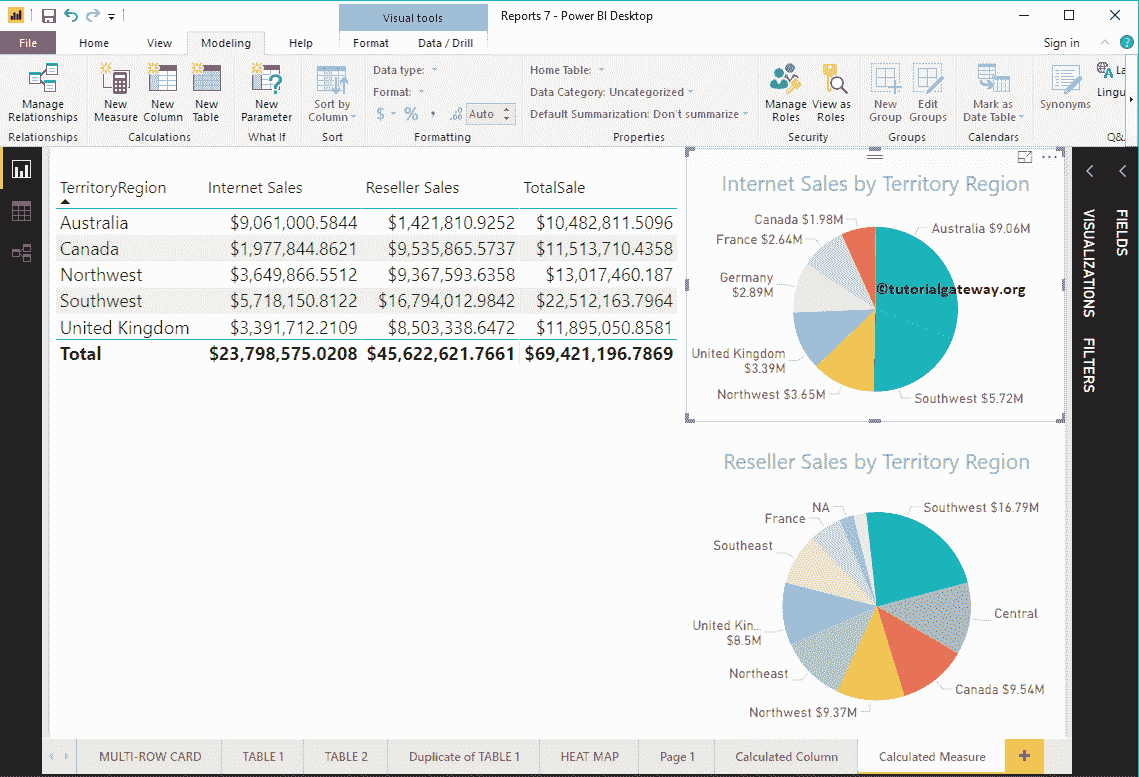 Visual tools
Reports 7 - Power BI Desktop
File
Home
View
Modeling
Help
Format
Data / Drill
Sign in
?
Manage
Relationships
New
Measure
New
Column
New
Table
New
Parameter
Sort by
Column
Data type:
Format:
$ % , .00 Auto
Home Table:
Data Category: Uncategorized
Default Summarization: Don't summarize
Manage
Roles
View as
Roles
New
Group
Edit
Groups
Mark as
Date Table
Synonyms
La
Lingu
Relationships
Calculations
What If
Sort
Formatting
Properties
Security
Groups
Calendars
Q&
TerritoryRegion Internet Sales Reseller Sales TotalSale
Australia $9,061,000.5844 $1,421,810.9252 $10,482,811.5096
Canada $1,977,844.8621 $9,535,865.5737 $11,513,710.4358
Northwest $3,649,866.5512 $9,367,593.6358 $13,017,460.187
Southwest $5,718,150.8122 $16,794,012.9842 $22,512,163.7964
United Kingdom $3,391,712.2109 $8,503,338.6472 $11,895,050.8581
Total $23,798,575.0208 $45,622,621.7661 $69,421,196.7869
Internet Sales by Territory Region
Canada $1.98M
Australia $9.06M
France $2.64M
Germany
$2.89M
©tutorialgateway.org
United Kingdom
$3.39M
Northwest $3.65M
Southwest $5.72M
Reseller Sales by Territory Region
NA
Southwest $16.79M
France
Southeast
Central
United Kin...
$8.5M
Northeast
Canada $9.54M
Northwest $9.37M
VISUALIZATIONS
FILTERS
FIELDS
MULTI-ROW CARD
TABLE 1
TABLE 2
Duplicate of TABLE 1
HEAT MAP
Page 1
Calculated Column
Calculated Measure
+